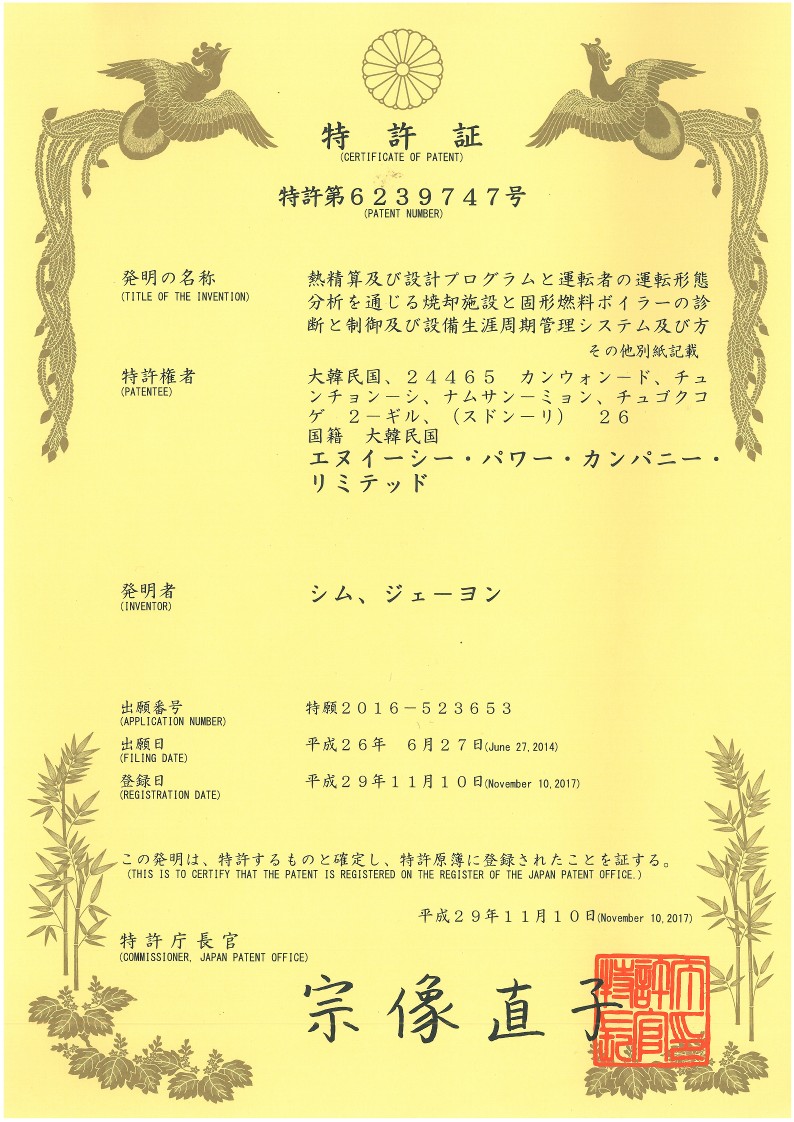 特許証
(CERTIFICATE OF PATENT)
特許第６２３９７４７号
(PATENT NUMBER)
発明の名称
(TITLE OF THE INVENTION)
熱精算及び設計プログラムと運転者の運転形態
分析を通じる焼却施設と固形燃料ボイラーの診
断と制御及び設備生涯周期管理システム及び方
その他別紙記載
特許権者
(PATENTEE)
大韓民国、２４４６５　カンウォン－ド、チュ
ンチョン－シ、ナムサン－ミョン、チュゴクコ
ゲ　２－ギル、（スドン－リ）　２６
国籍　大韓民国
エヌイーシー・パワー・カンパニー・
リミテッド
発明者
(INVENTOR)
シム、ジェ－ヨン
出願番号
(APPLICATION NUMBER)
特願２０１６－５２３６５３
出願日
(FILING DATE)
平成２６年　６月２７日(June 27,2014)
登録日
(REGISTRATION DATE)
平成２９年１１月１０日(November 10,2017)
この発明は、特許するものと確定し、特許原簿に登録されたことを証する。
(THIS IS TO CERTIFY THAT THE PATENT IS REGISTERED ON THE REGISTER OF THE JAPAN PATENT OFFICE.)
平成２９年１１月１０日(November 10,2017)
特許庁長官
(COMMISSIONER, JAPAN PATENT OFFICE)
宗像直子